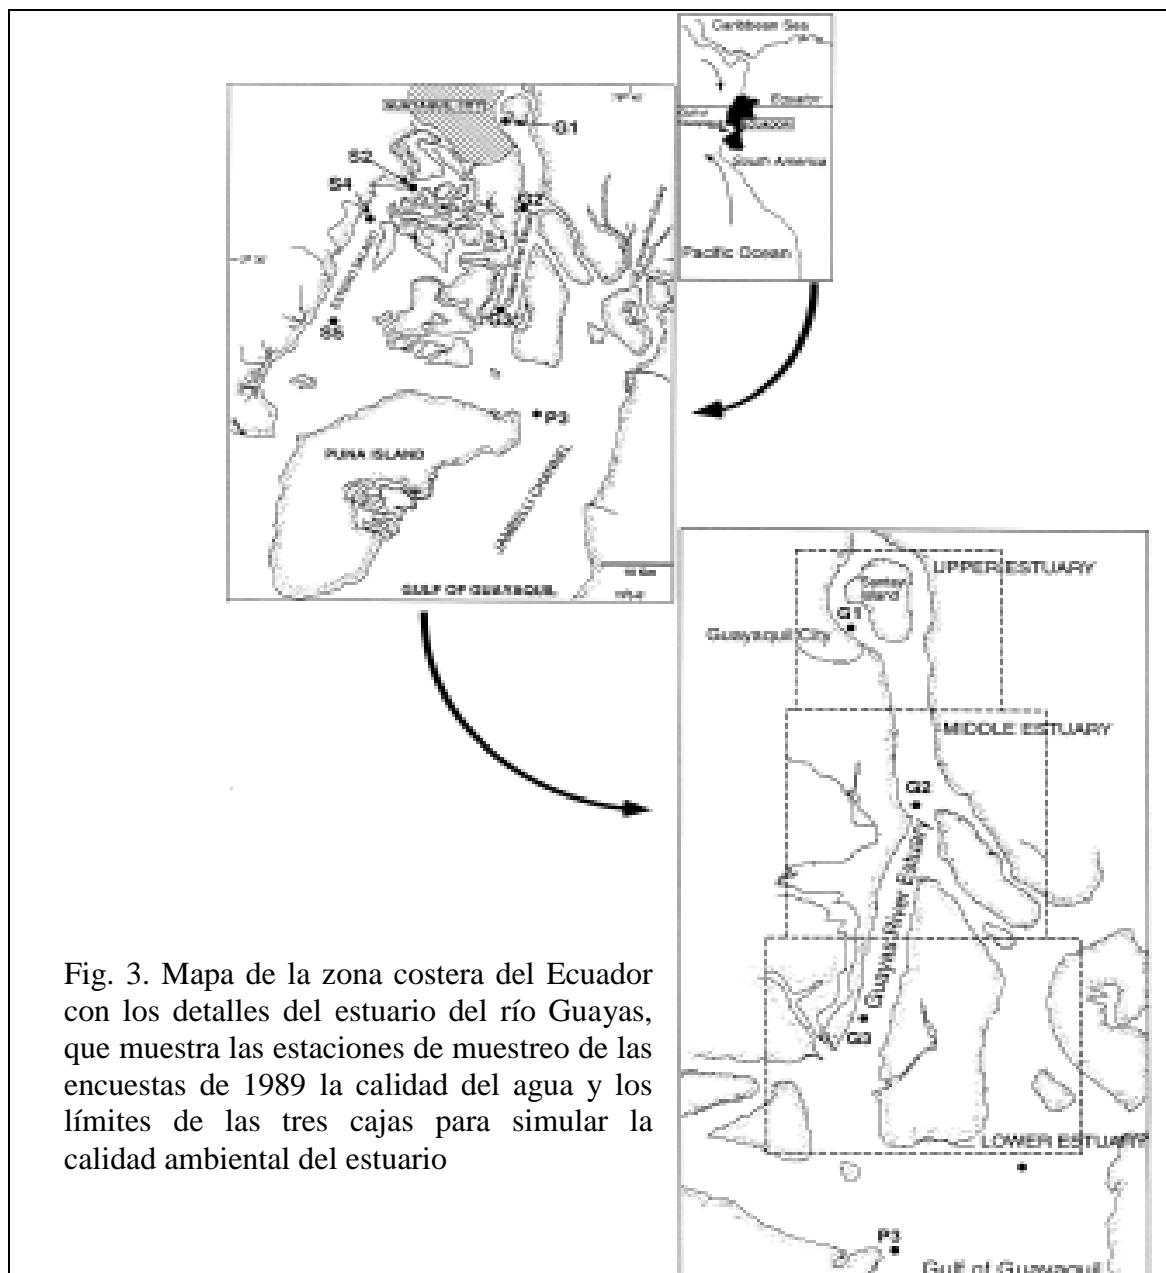 Caribbean Sea
Equator
ECUADOR
South America
Pacific Ocean
G1
S2
S4
G2
S5
P3
PUNA ISLAND
JAMBELLI CHANNEL
GULF OF GUAYAQUIL
UPPER ESTUARY
Island
G1
Guayaquil City
MIDDLE ESTUARY
G2
Guayas River Estuary
G3
LOWER ESTUARY
P3
Gulf of Guayaquil
Fig. 3. Mapa de la zona costera del Ecuador
con los detalles del estuario del río Guayas,
que muestra las estaciones de muestreo de las
encuestas de 1989 la calidad del agua y los
límites de las tres cajas para simular la
calidad ambiental del estuario